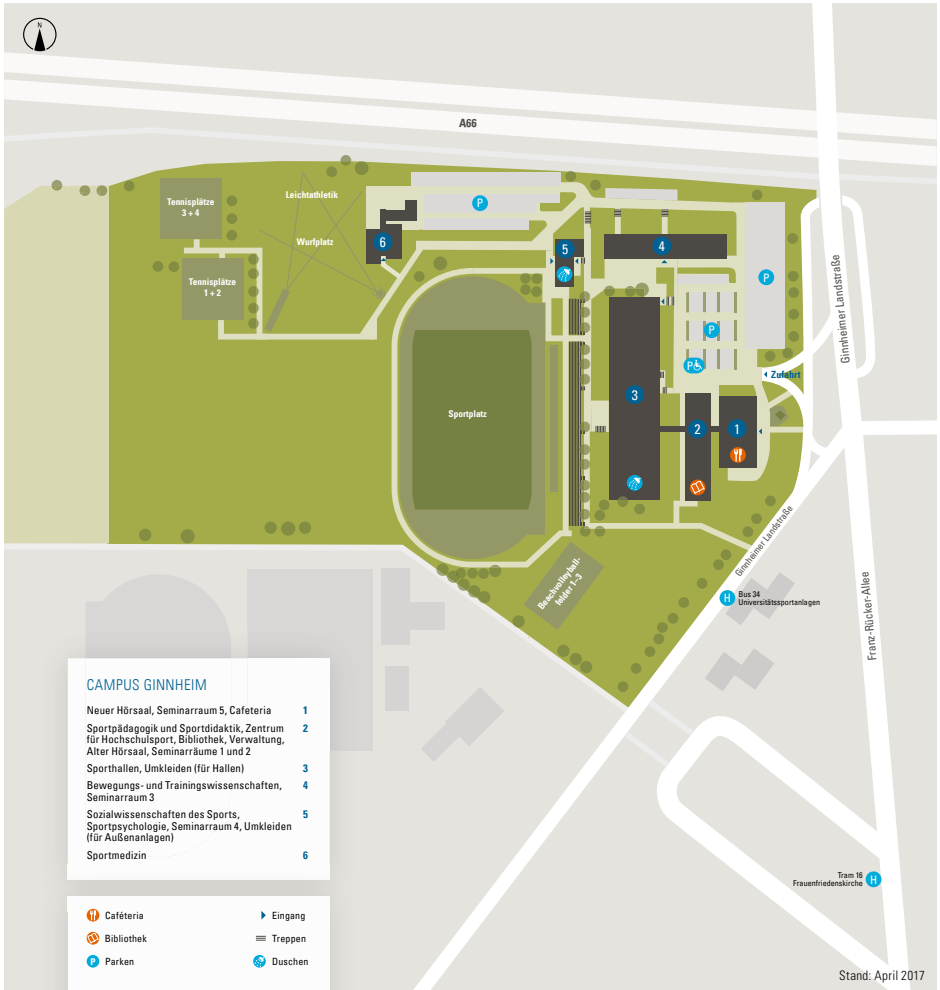 N
A66
Leichtathletik
Tennisplätze
3 + 4
P
Wurfplatz
6
5
4
Tennisplätze
1 + 2
P
P
P
Ginnheimer Landstraße
Zufahrt
Sportplatz
3
2
1
Ginnheimer Landstraße
Beachvolleyball-
felder 1–3
H
Bus 34
Universitätssportanlagen
Franz-Rücker-Allee
CAMPUS GINNHEIM
Neuer Hörsaal, Seminarraum 5, Cafeteria 1
Sportpädagogik und Sportdidaktik, Zentrum 2
für Hochschulsport, Bibliothek, Verwaltung,
Alter Hörsaal, Seminarräume 1 und 2
Sporthallen, Umkleiden (für Hallen) 3
Bewegungs- und Trainingswissenschaften, 4
Seminarraum 3
Sozialwissenschaften des Sports, 5
Sportpsychologie, Seminarraum 4, Umkleiden
(für Außenanlagen)
Sportmedizin 6
Tram 16
Frauenfriedenskirche
H
Caféteria
Eingang
Bibliothek
Treppen
P Parken
Duschen
Stand: April 2017